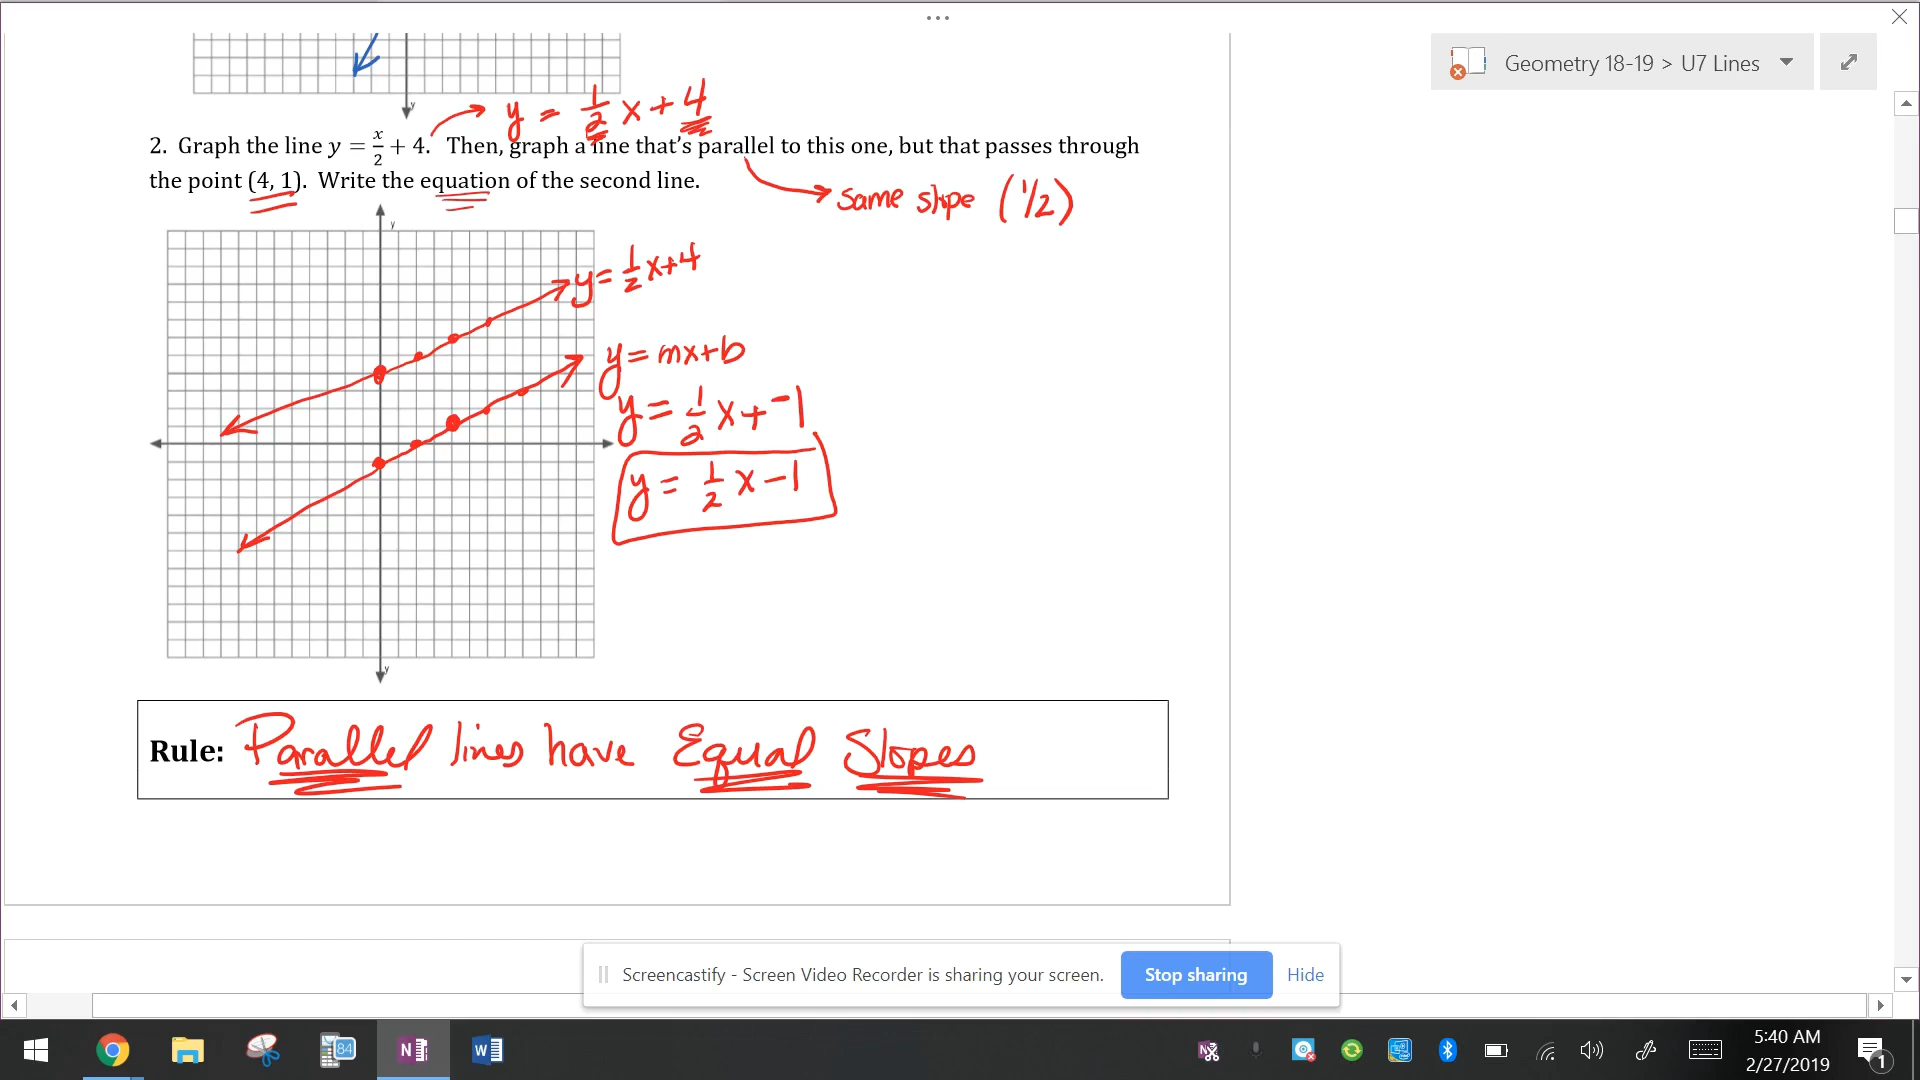 Geometry 18-19 > U7 Lines
y
y = 1/2 x + 4
2. Graph the line y = x/2 + 4. Then, graph a line that's parallel to this one, but that passes through
the point (4, 1). Write the equation of the second line.
same slope (1/2)
y
y = 1/2 x + 4
y = mx + b
y = 1/2 x + -1
y = 1/2 x - 1
y
Rule: Parallel lines have Equal Slopes
Screencastify - Screen Video Recorder is sharing your screen. Stop sharing Hide
84
N
W
5:40 AM
2/27/2019
1